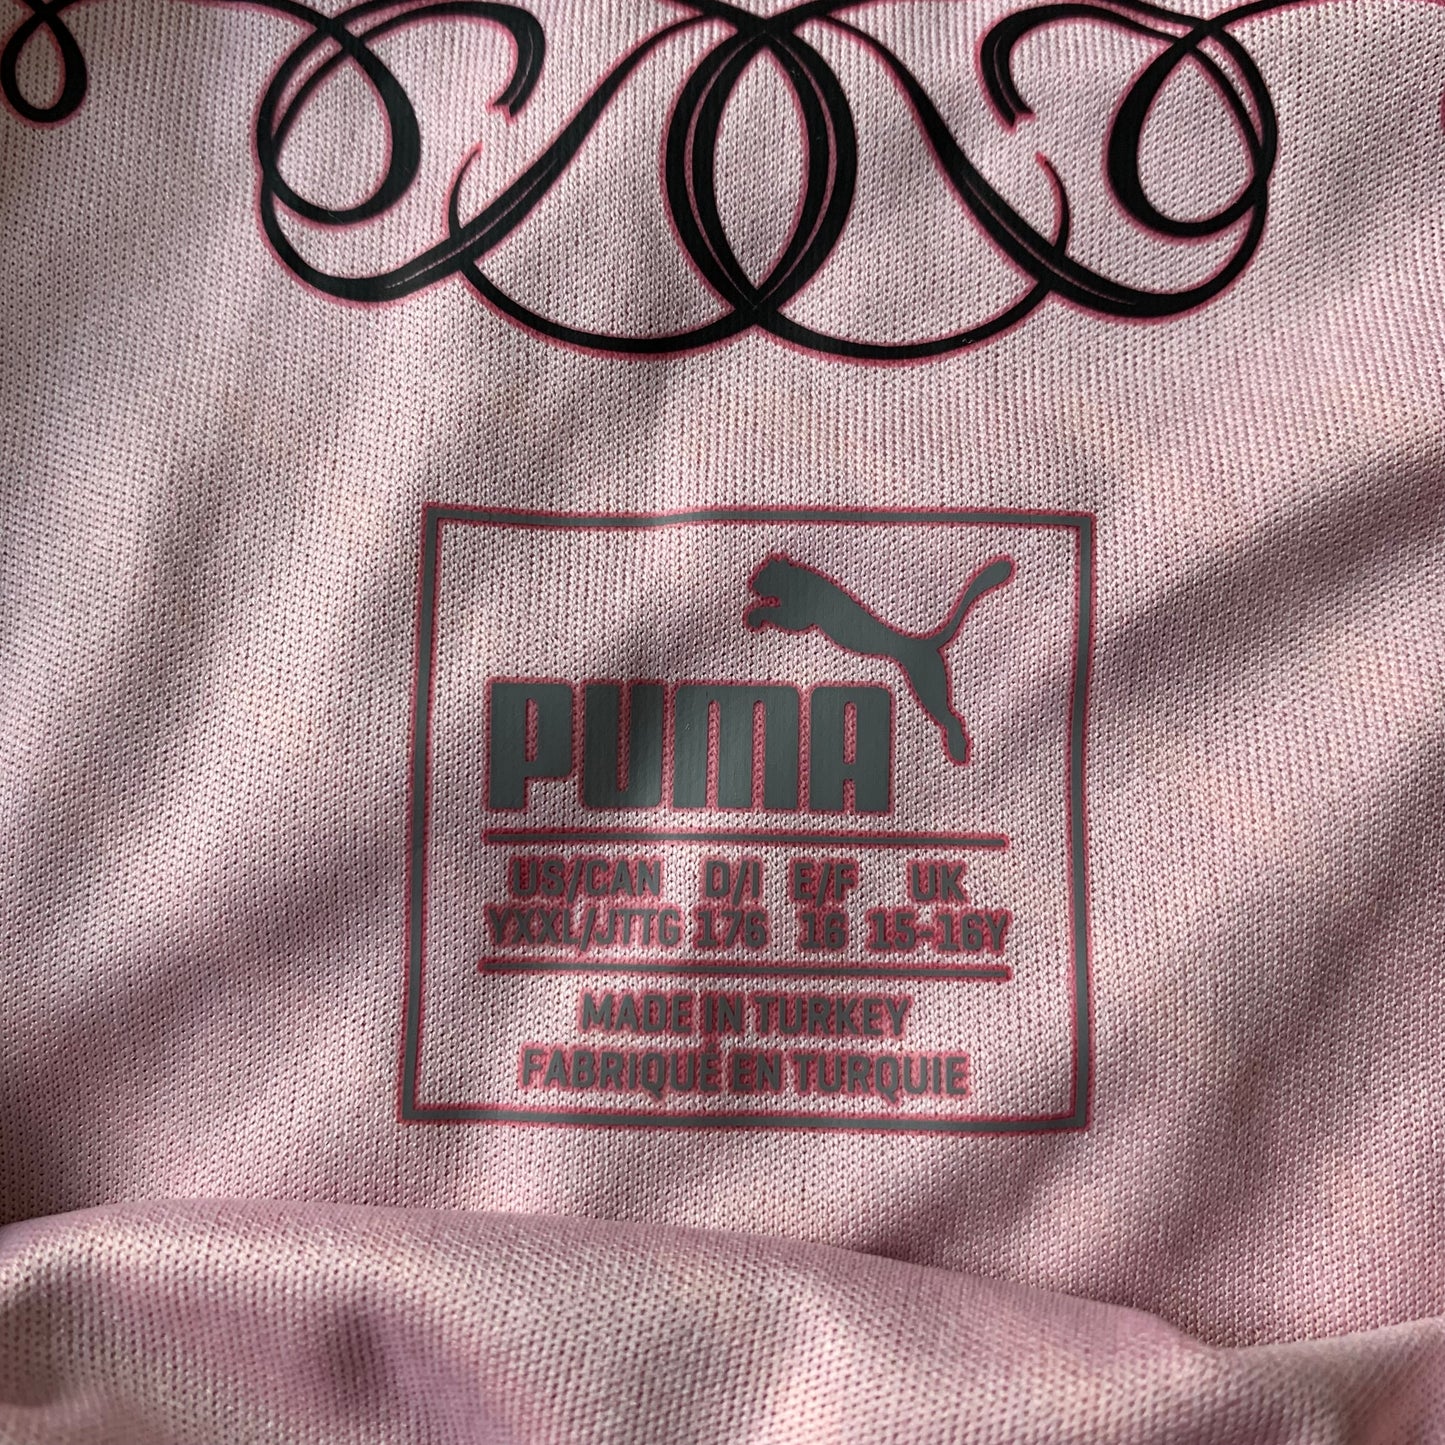 PUMA
US/CAN D/I E/F UK
YXXL/JTTG 176 16 15-16Y
MADE IN TURKEY
FABRIQUÉ EN TURQUIE